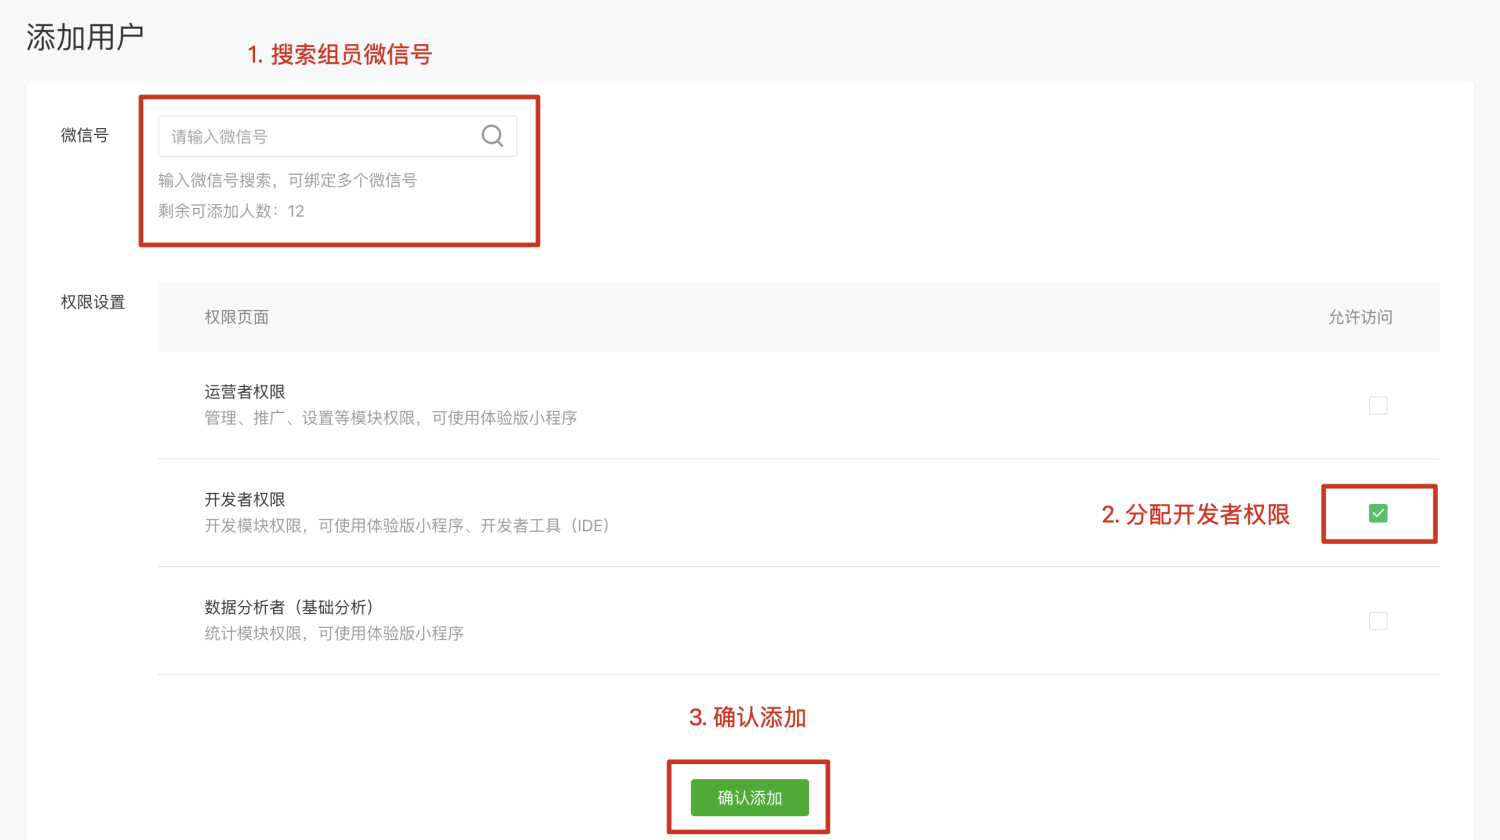 添加用户
1. 搜索组员微信号
微信号
请输入微信号
输入微信号搜索，可绑定多个微信号
剩余可添加人数：12
权限设置
权限页面
允许访问
运营者权限
管理、推广、设置等模块权限，可使用体验版小程序
开发者权限
开发模块权限，可使用体验版小程序、开发者工具（IDE）
2. 分配开发者权限
数据分析者（基础分析）
统计模块权限，可使用体验版小程序
3. 确认添加
确认添加